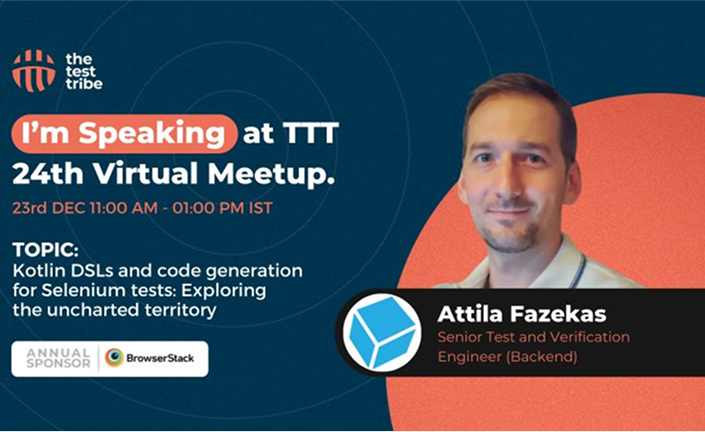 the
test
tribe
I'm Speaking at TTT
24th Virtual Meetup.
23rd DEC 11:00 AM - 01:00 PM IST
TOPIC:
Kotlin DSLs and code generation
for Selenium tests: Exploring
the uncharted territory
ANNUAL
SPONSOR
BrowserStack
Attila Fazekas
Senior Test and Verification
Engineer (Backend)